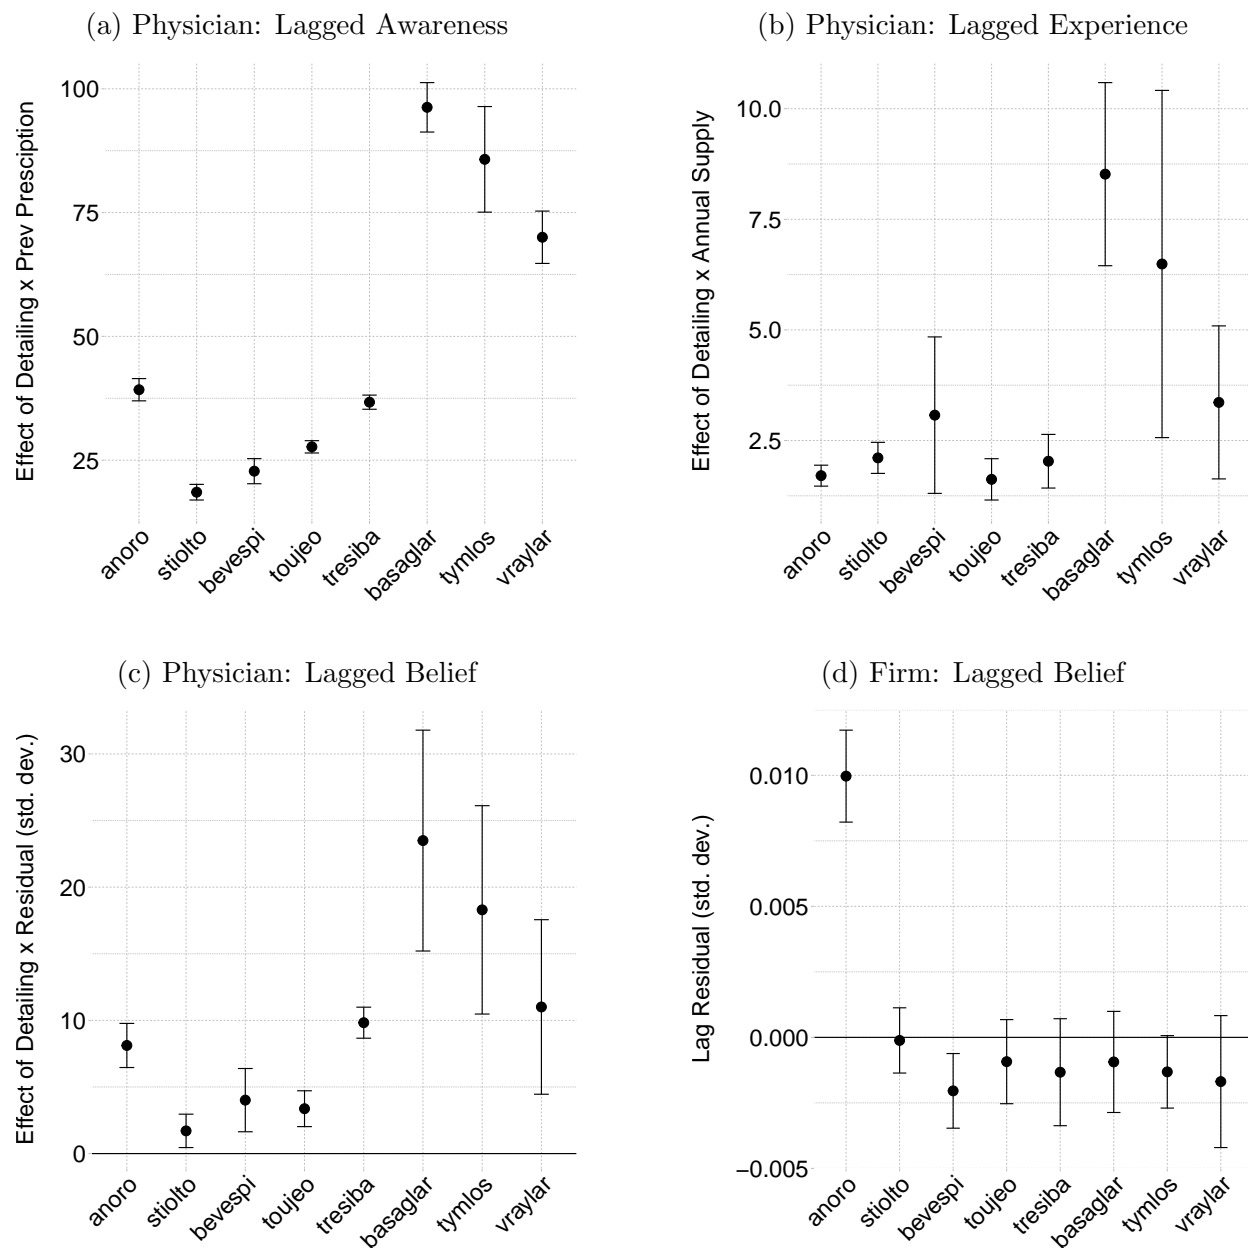 (a) Physician: Lagged Awareness
Effect of Detailing x Prev Presciption
100
75
50
25
anoro
stiolto
bevespi
toujeo
tresiba
basaglar
tymlos
vraylar
(b) Physician: Lagged Experience
Effect of Detailing x Annual Supply
10.0
7.5
5.0
2.5
anoro
stiolto
bevespi
toujeo
tresiba
basaglar
tymlos
vraylar
(c) Physician: Lagged Belief
Effect of Detailing x Residual (std. dev.)
30
20
10
0
anoro
stiolto
bevespi
toujeo
tresiba
basaglar
tymlos
vraylar
(d) Firm: Lagged Belief
Lag Residual (std. dev.)
0.010
0.005
0.000
−0.005
anoro
stiolto
bevespi
toujeo
tresiba
basaglar
tymlos
vraylar